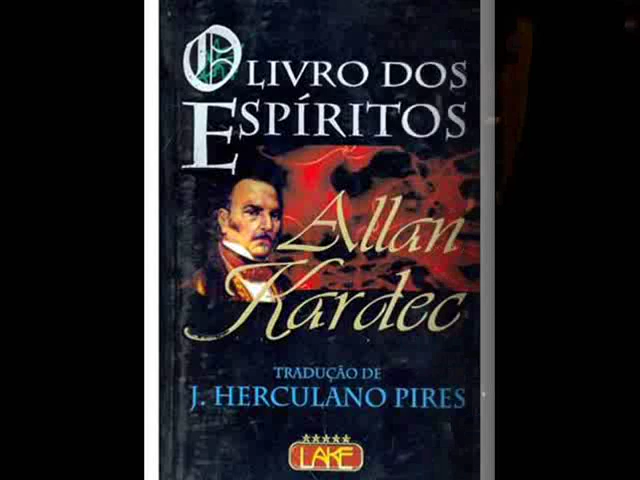 O LIVRO DOS
ESPÍRITOS
Allan
Kardec
TRADUÇÃO DE
J. HERCULANO PIRES
LAKE